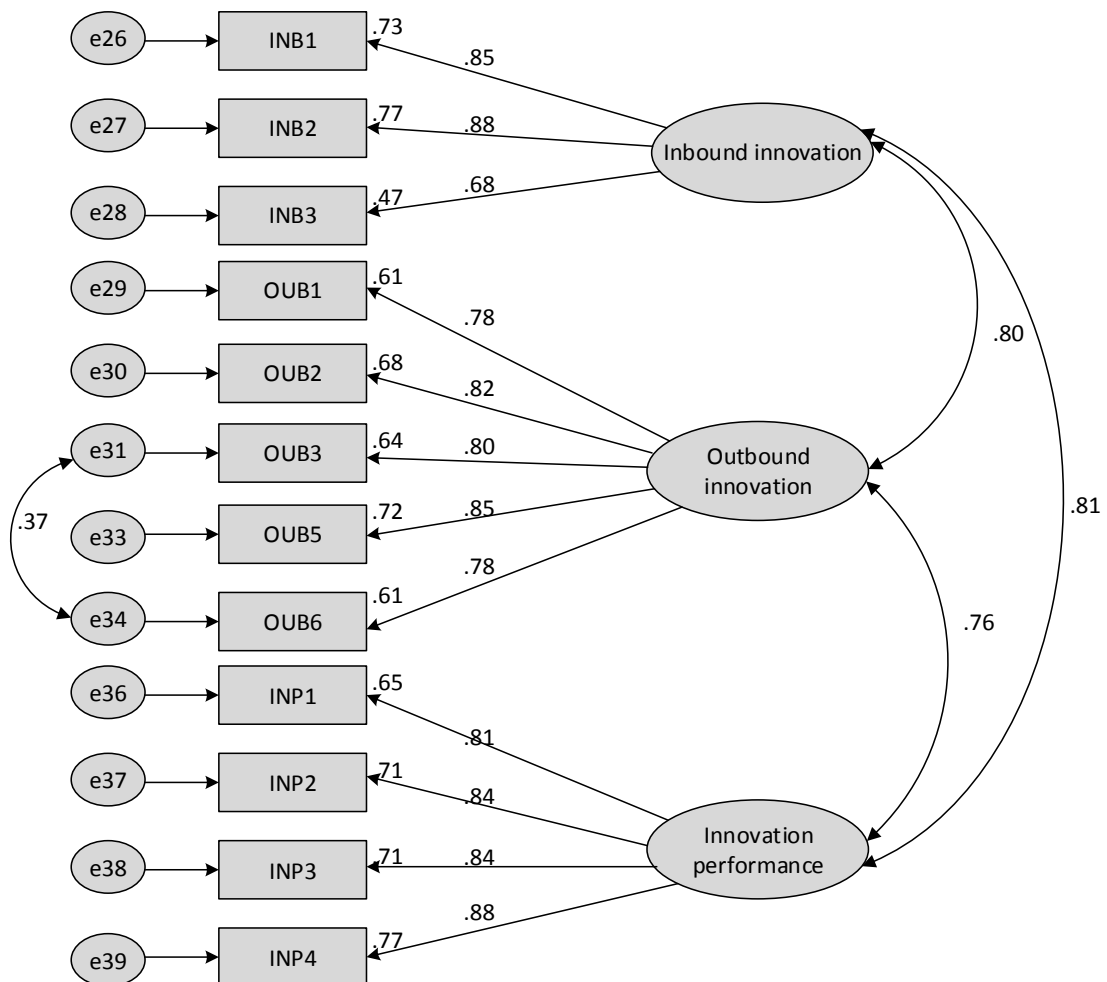 e26
INB1
.73
.85
e27
INB2
.77
.88
Inbound innovation
e28
INB3
.47
.68
e29
OUB1
.61
.78
.80
e30
OUB2
.68
.82
e31
OUB3
.64
.80
Outbound
innovation
.37
.81
e33
OUB5
.72
.85
e34
OUB6
.61
.78
.76
e36
INP1
.65
.81
e37
INP2
.71
.84
Innovation
performance
e38
INP3
.71
.84
e39
INP4
.77
.88